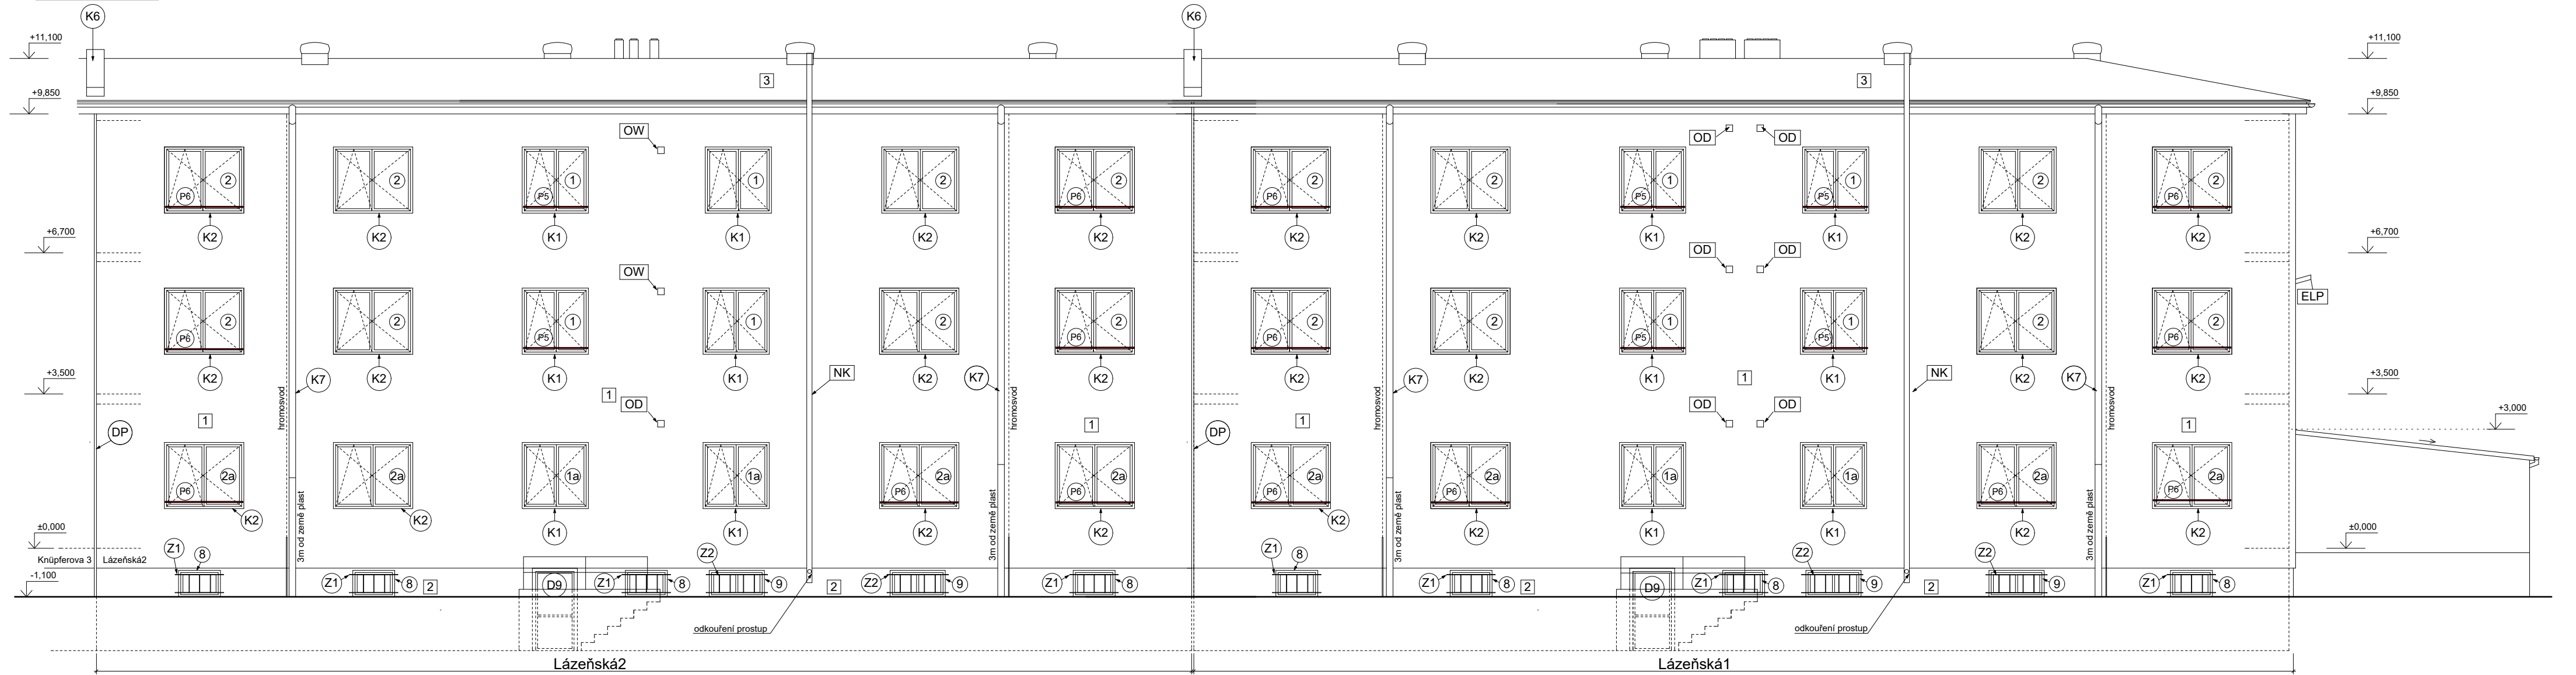 K6 K6
+11,100 +11,100
3 3
+9,850 +9,850
OW OD OD
2 2 1 1 2 2 2 2 1 1 2 2
P6 P5 P6 P6 P5 P5 P6
K2 K2 K1 K1 K2 K2 K2 K2 K1 K1 K2 K2
+6,700 +6,700
OW OD OD
ELP
2 2 1 1 2 2 2 2 1 1 2 2
P6 P5 P6 P6 P5 P5 P6
NK NK
K2 K7 K2 K1 K1 K2 K7 K2 K2 K7 K2 K1 K1 K2 K7 K2
+3,500 +3,500
hromosvod hromosvod hromosvod hromosvod
1 1
OD OD OD
+3,000
1 1 1 1
DP DP
2a 2a 1a 1a 2a 2a 2a 2a 1a 1a 2a 2a
P6 P6 P6 P6 P6 P6 P6
K2 K2 K1 K1 K2 K2 K2 K2 K1 K1 K2 K2
3m od země plast 3m od země plast 3m od země plast 3m od země plast
±0,000 ±0,000
Knüpferova 3 Lázeňská2
Z1 8 Z2 Z1 8 Z2 Z2
-1,100
Z1 8 2 D9 Z1 8 9 2 Z2 9 Z1 8 Z1 8 2 D9 Z1 8 9 2 9 Z1 8
odkouření prostup odkouření prostup
Lázeňská2 Lázeňská1